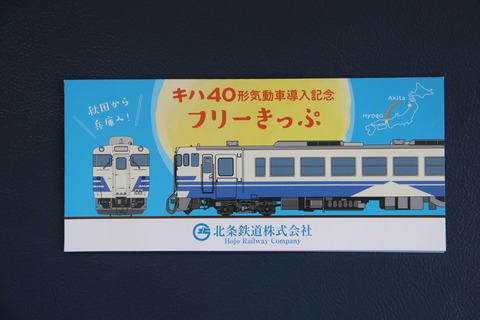 キハ40形気動車導入記念
フリーきっぷ
秋田から
兵庫へ!
Akita
Hyogo
北条鉄道株式会社
Hojo Railway Company